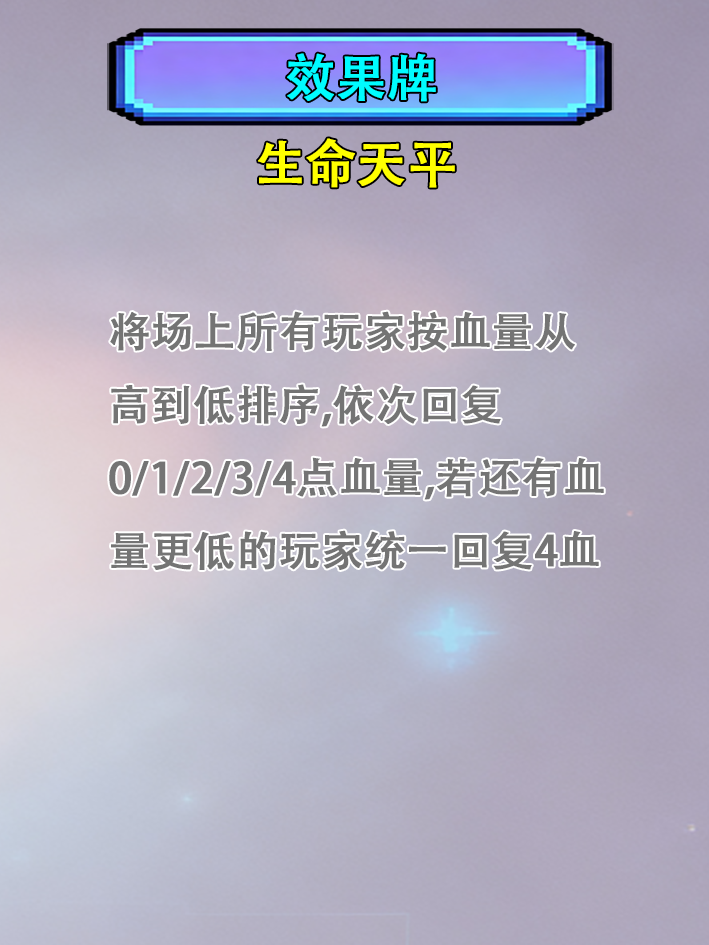 效果牌
生命天平
将场上所有玩家按血量从
高到低排序,依次回复
0/1/2/3/4点血量,若还有血
量更低的玩家统一回复4血